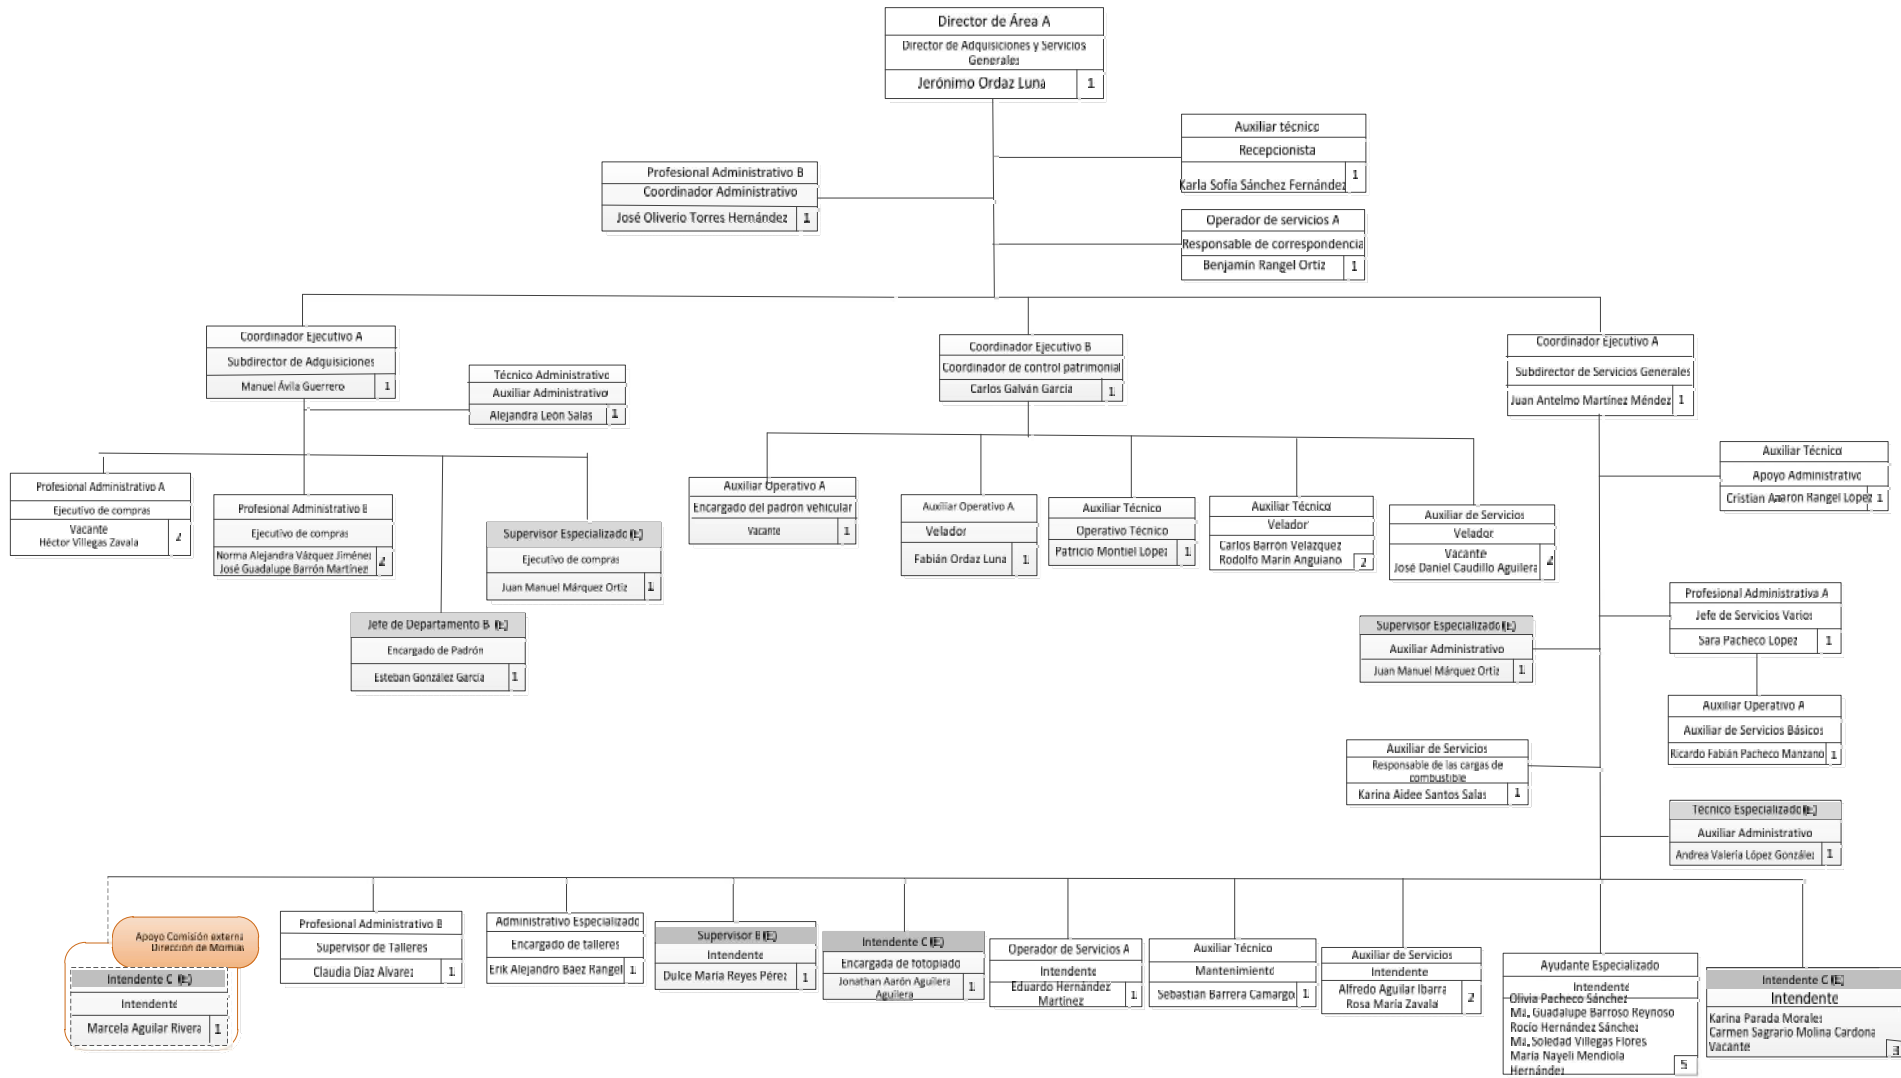 Director de Área A
Director de Adquisiciones y Servicios
Generales
Jerónimo Ordaz Luna 1
Auxiliar técnico
Recepcionista
Karla Sofía Sánchez Fernández 1
Profesional Administrativo B
Coordinador Administrativo
José Oliverio Torres Hernández 1
Operador de servicios A
Responsable de correspondencia
Benjamin Rangel Ortiz 1
Coordinador Ejecutivo A
Subdirector de Adquisiciones
Manuel Ávila Guerrero 1
Técnico Administrativo
Auxiliar Administrativo
Alejandra León Salas 1
Coordinador Ejecutivo B
Coordinador de control patrimonial
Carlos Galván García 1
Coordinador Ejecutivo A
Subdirector de Servicios Generales
Juan Antelmo Martínez Méndez 1
Auxiliar Técnico
Apoyo Administrativo
Cristian Aaron Rangel López 1
Profesional Administrativo A
Ejecutivo de compras
Vacante
Héctor Villegas Zavala 2
Profesional Administrativo B
Ejecutivo de compras
Norma Alejandra Vázquez Jiménez
José Guadalupe Barrón Martínez 2
Supervisor Especializado (E)
Ejecutivo de compras
Juan Manuel Márquez Ortiz 1
Jefe de Departamento B (E)
Encargado de Padrón
Esteban González García 1
Auxiliar Operativo A
Encargado del padrón vehicular
Vacante 1
Auxiliar Operativo A
Velador
Fabián Ordaz Luna 1
Auxiliar Técnico
Operativo Técnico
Patricio Montiel López 1
Auxiliar Técnico
Velador
Carlos Barrón Velázquez
Rodolfo Marín Anguiano 2
Auxiliar de Servicios
Velador
Vacante
José Daniel Caudillo Aguilera 2
Profesional Administrativa A
Jefe de Servicios Varios
Sara Pacheco López 1
Supervisor Especializado (E)
Auxiliar Administrativo
Juan Manuel Márquez Ortiz 1
Auxiliar Operativo A
Auxiliar de Servicios Básicos
Ricardo Fabián Pacheco Manzano 1
Auxiliar de Servicios
Responsable de las cargas de
combustible
Karina Aidee Santos Salas 1
Técnico Especializado (E)
Auxiliar Administrativo
Andrea Valería López González 1
Apoyo Comisión externa
Dirección de Momias
Intendente C (E)
Intendente
Marcela Aguilar Rivera 1
Profesional Administrativo B
Supervisor de Talleres
Claudia Díaz Alvarez 1
Administrativo Especializado
Encargado de talleres
Erik Alejandro Báez Rangel 1
Supervisor B (E)
Intendente
Dulce María Reyes Pérez 1
Intendente C (E)
Encargada de fotopiado
Jonathan Aarón Aguilera
Aguilera 1
Operador de Servicios A
Intendente
Eduardo Hernández
Martínez 1
Auxiliar Técnico
Mantenimiento
Sebastian Barrera Camargo 1
Auxiliar de Servicios
Intendente
Alfredo Aguilar Ibarra
Rosa María Zavala 2
Ayudante Especializado
Intendente
Olivia Pacheco Sánchez
Ma. Guadalupe Barroso Reynoso
Rocío Hernández Sánchez
Ma. Soledad Villegas Flores
María Nayeli Mendiola
Hernández 5
Intendente C (E)
Intendente
Karina Parada Morales
Carmen Sagrario Molina Cardona
Vacante 3